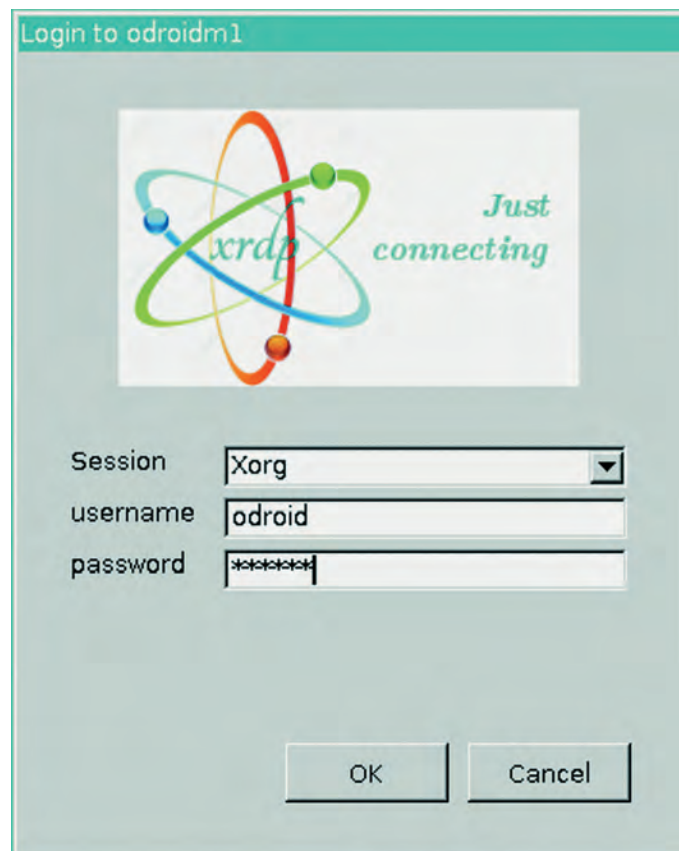 Login to odroidm1
xrdp
Just
connecting
Session
Xorg
username
odroid
password
******
OK
Cancel